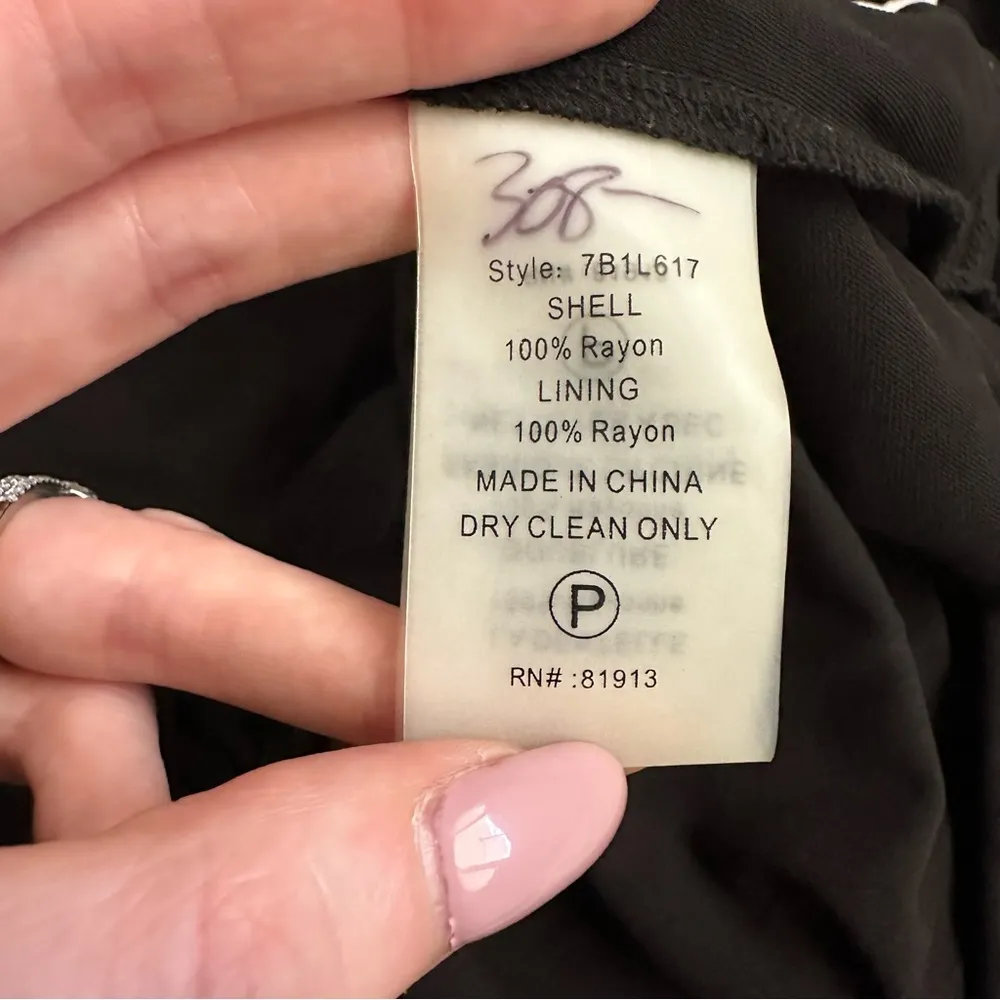 308
Style: 7B1L617
SHELL
100% Rayon
LINING
100% Rayon
MADE IN CHINA
DRY CLEAN ONLY
P
RN# :81913